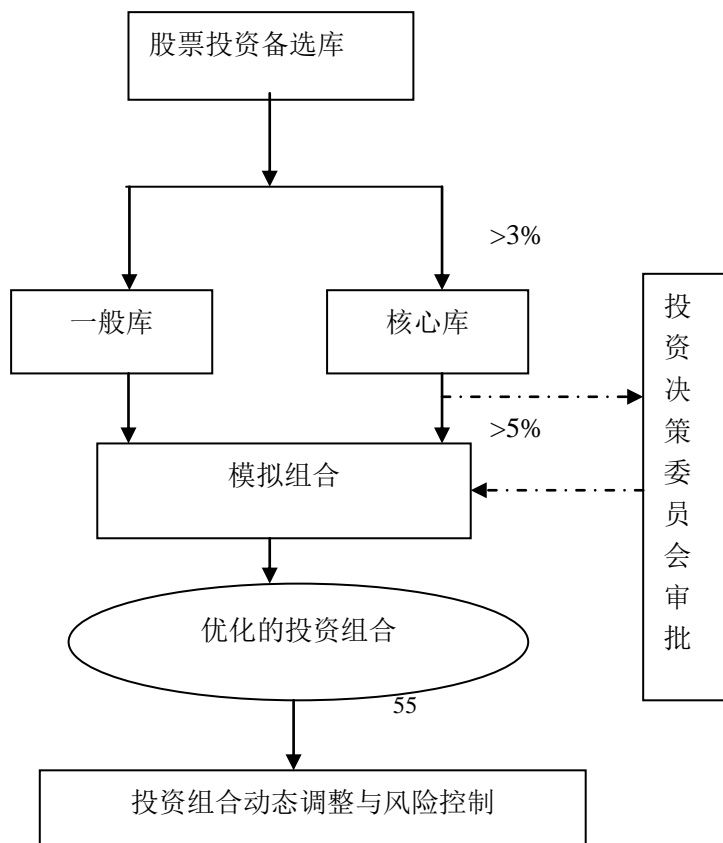 股票投资备选库
>3%
一般库
核心库
投资决策委员会审批
>5%
模拟组合
优化的投资组合
55
投资组合动态调整与风险控制